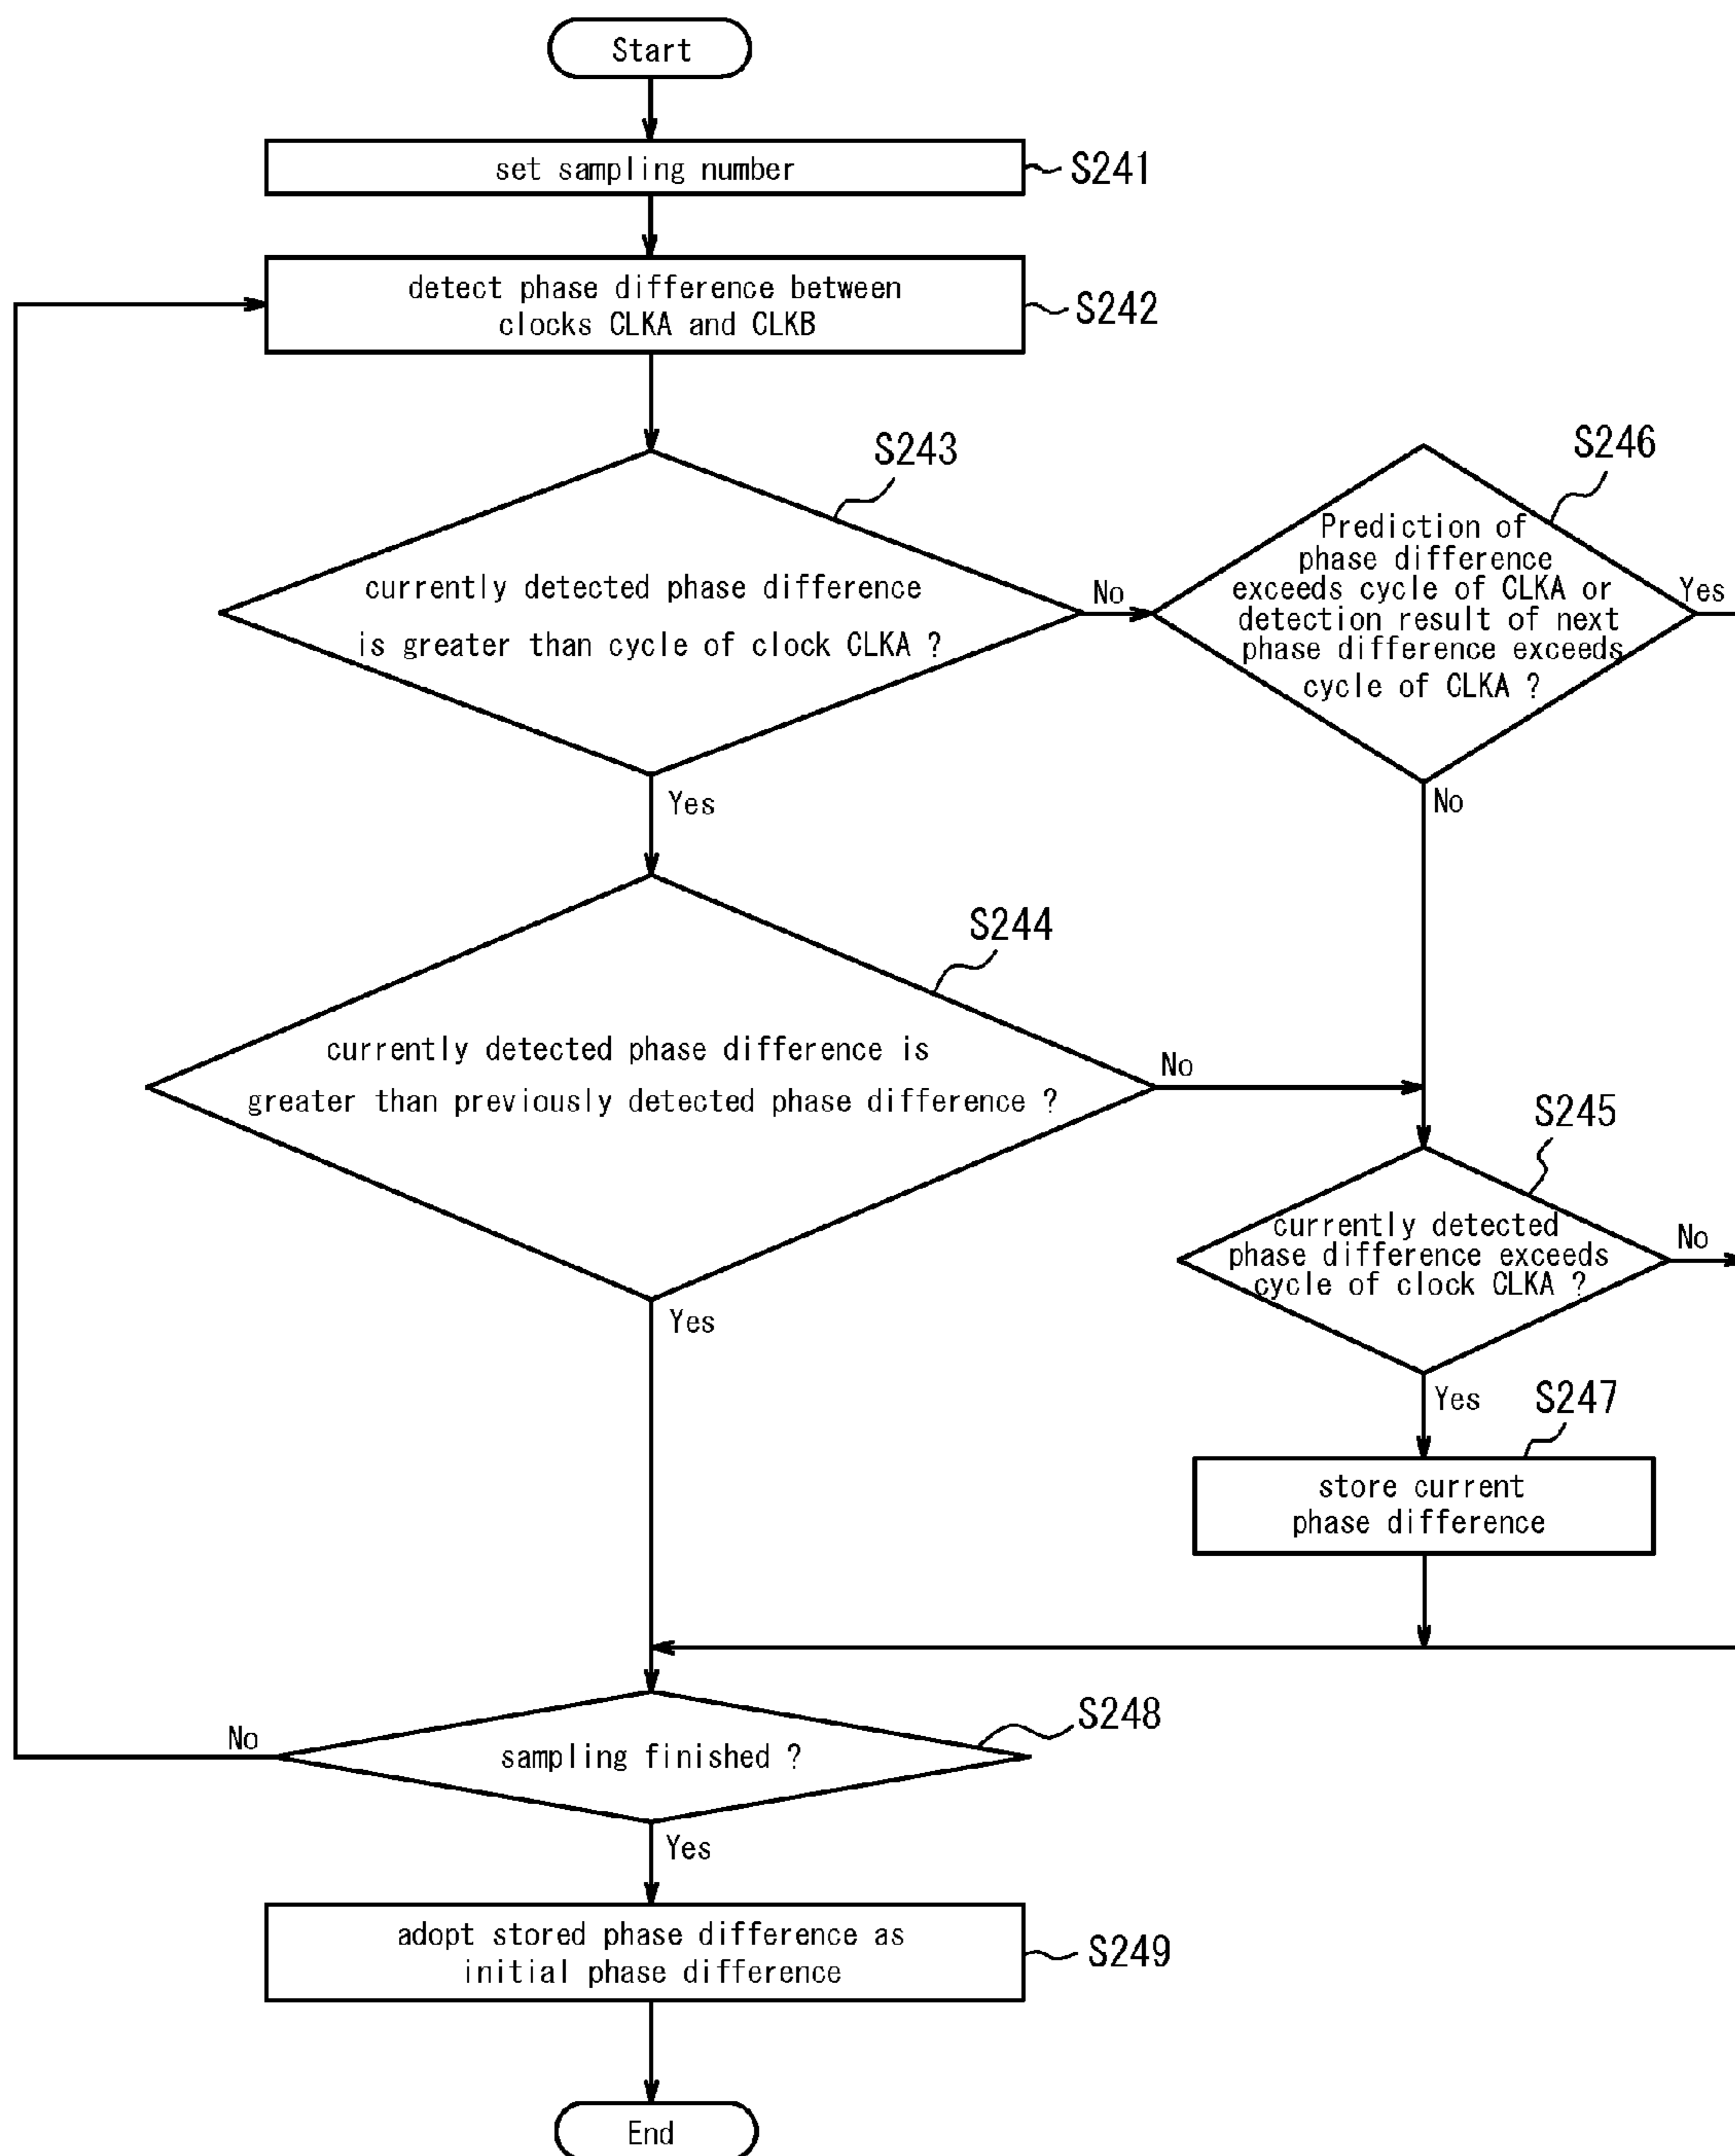 Start
set sampling number
S241
detect phase difference between
clocks CLKA and CLKB
S242
S243
currently detected phase difference
is greater than cycle of clock CLKA ?
No
Yes
S246
Prediction of
phase difference
exceeds cycle of CLKA or
detection result of next
phase difference exceeds
cycle of CLKA ?
Yes
No
S244
currently detected phase difference is
greater than previously detected phase difference ?
No
Yes
S245
currently detected
phase difference exceeds
cycle of clock CLKA ?
No
Yes
S247
store current
phase difference
S248
sampling finished ?
No
Yes
adopt stored phase difference as
initial phase difference
S249
End